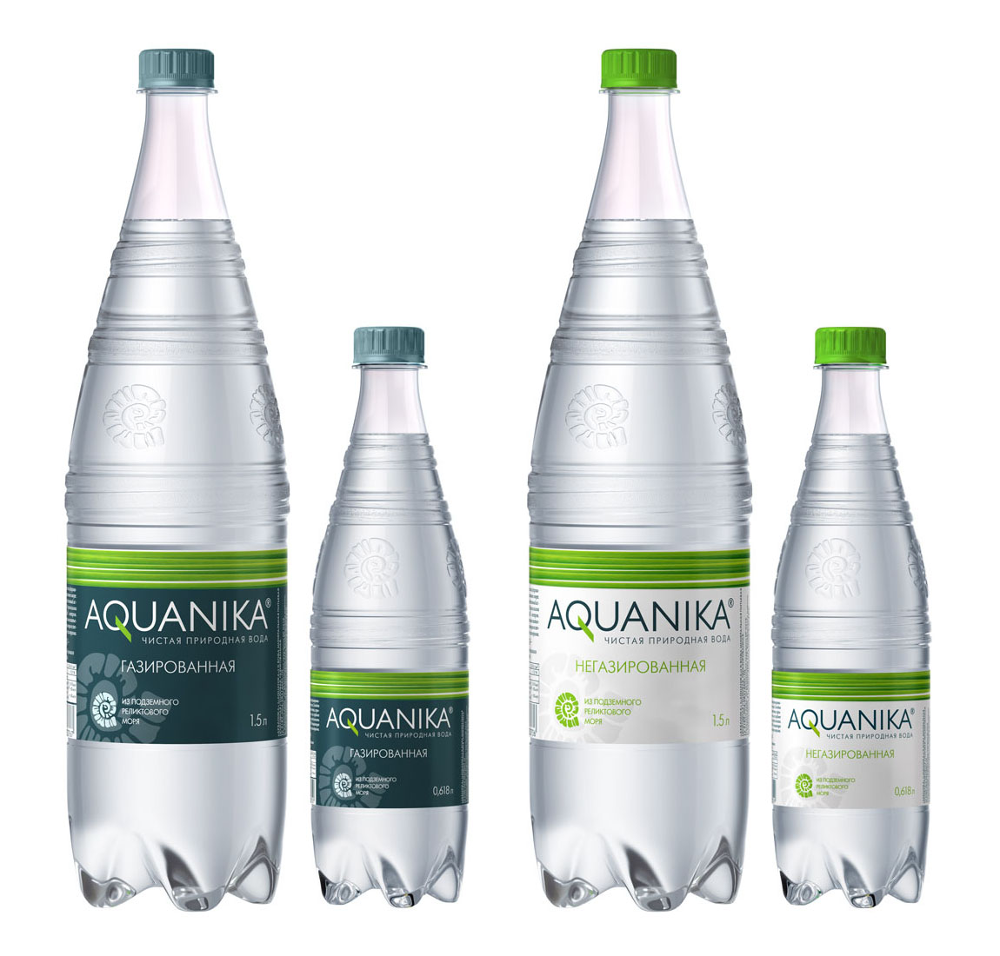 AQUANIKA®
ЧИСТАЯ ПРИРОДНАЯ ВОДА
ГАЗИРОВАННАЯ
ИЗ ПОДЗЕМНОГО
РЕЛИКТОВОГО
МОРЯ
1.5 л
AQUANIKA®
ЧИСТАЯ ПРИРОДНАЯ ВОДА
ГАЗИРОВАННАЯ
ИЗ ПОДЗЕМНОГО
РЕЛИКТОВОГО
МОРЯ
0,618 л
AQUANIKA®
ЧИСТАЯ ПРИРОДНАЯ ВОДА
НЕГАЗИРОВАННАЯ
ИЗ ПОДЗЕМНОГО
РЕЛИКТОВОГО
МОРЯ
1.5 л
AQUANIKA®
ЧИСТАЯ ПРИРОДНАЯ ВОДА
НЕГАЗИРОВАННАЯ
ИЗ ПОДЗЕМНОГО
РЕЛИКТОВОГО
МОРЯ
0,618 л